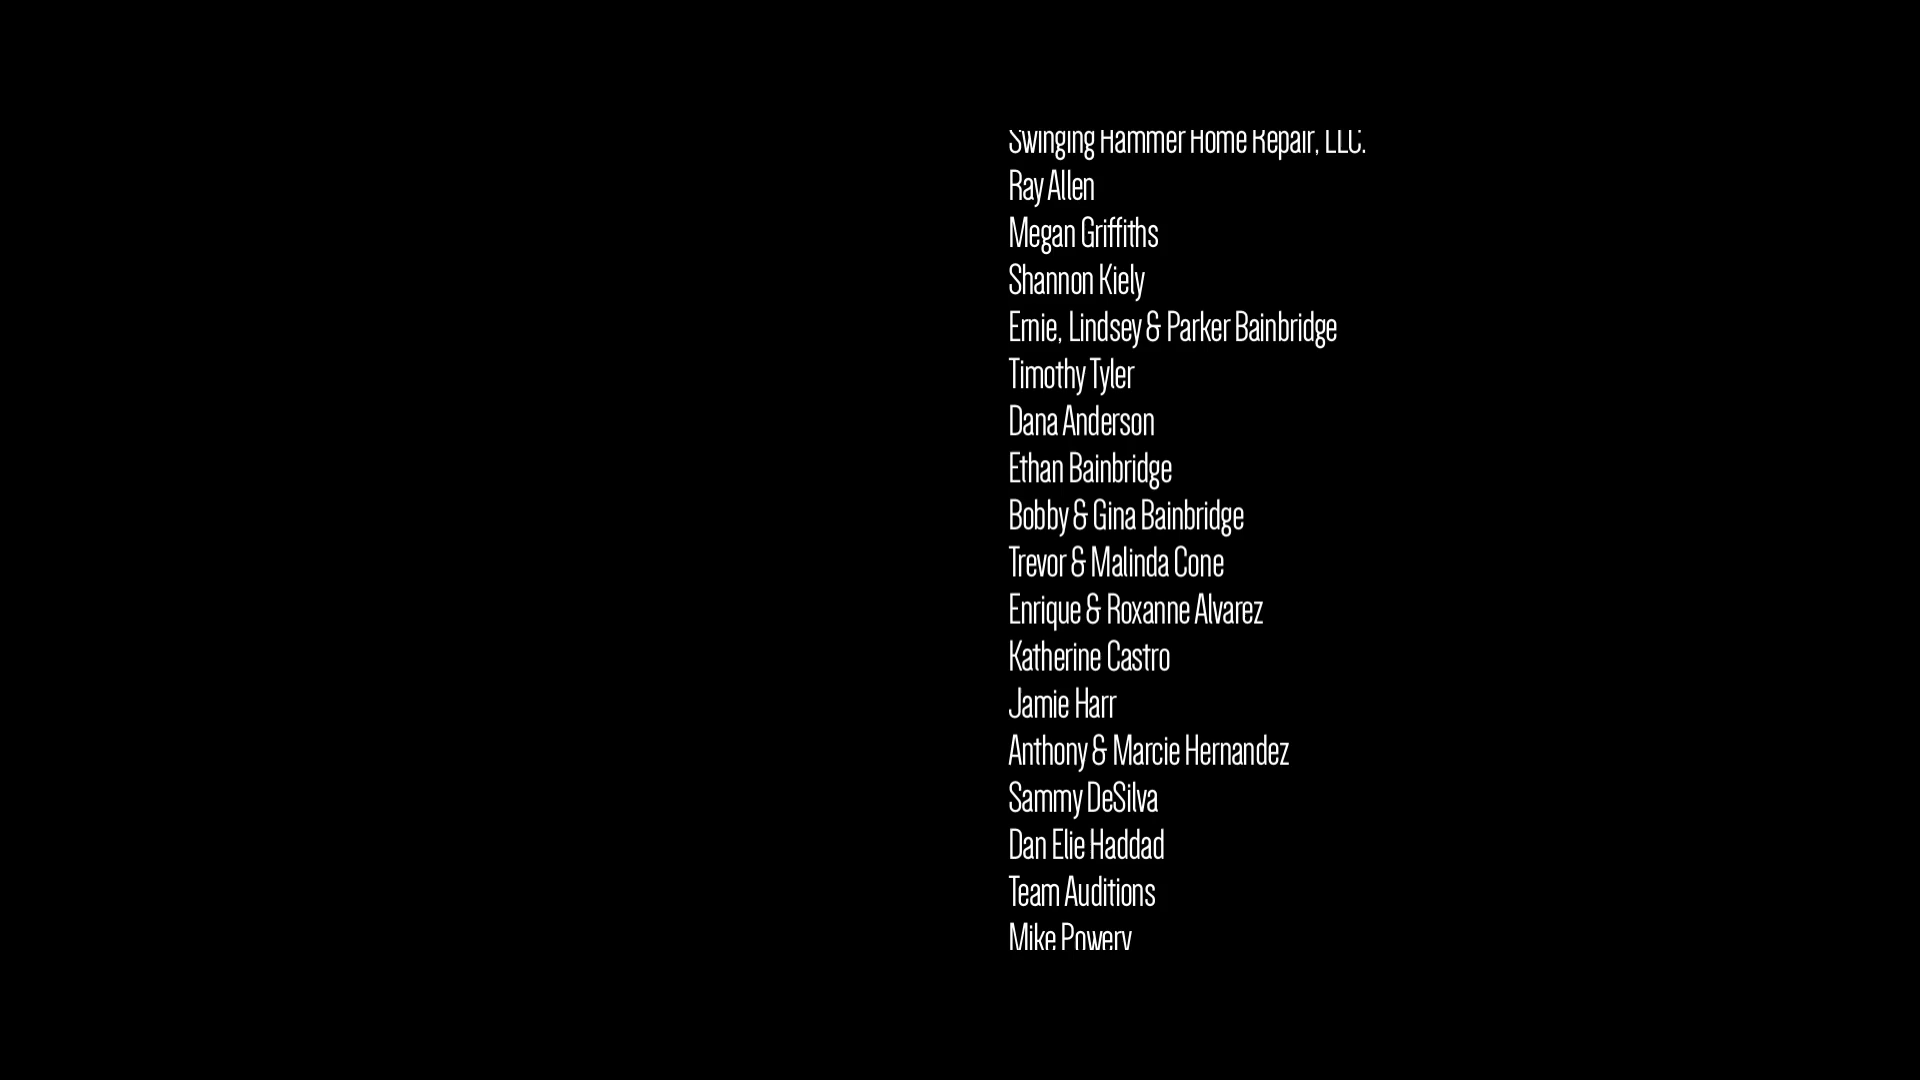 Swinging Hammer Home Repair, LLC.
Ray Allen
Megan Griffiths
Shannon Kiely
Ernie, Lindsey & Parker Bainbridge
Timothy Tyler
Dana Anderson
Ethan Bainbridge
Bobby & Gina Bainbridge
Trevor & Malinda Cone
Enrique & Roxanne Alvarez
Katherine Castro
Jamie Harr
Anthony & Marcie Hernandez
Sammy DeSilva
Dan Elie Haddad
Team Auditions
Mike Powery